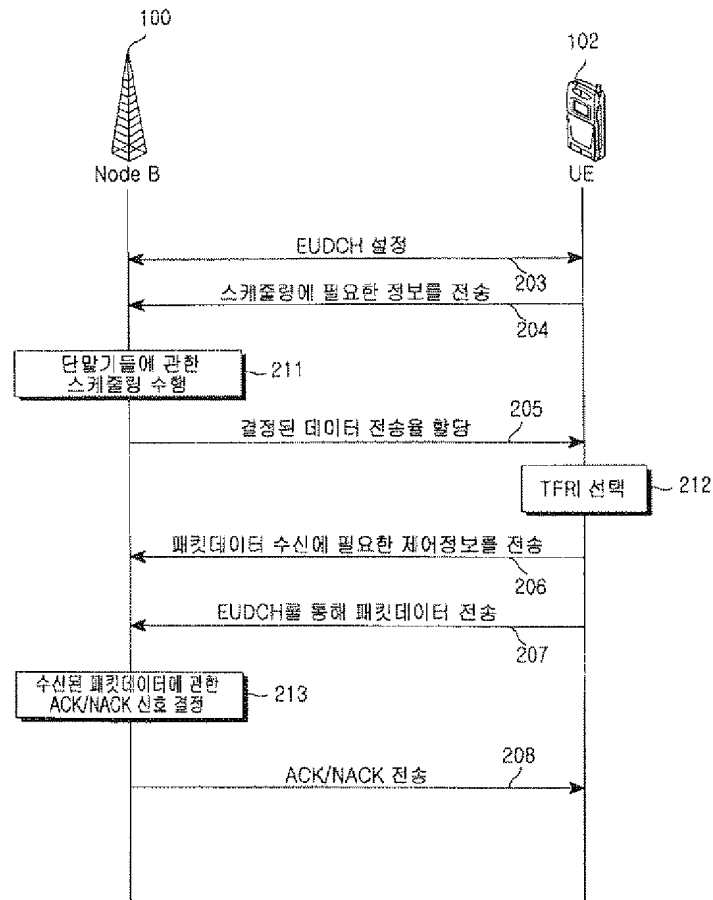 100
102
Node B
UE
EUDCH 설정
203
스케줄링에 필요한 정보를 전송
204
단말기들에 관한
스케줄링 수행
211
205
결정된 데이터 전송율 할당
TFRI 선택
212
패킷데이터 수신에 필요한 제어정보를 전송
206
EUDCH를 통해 패킷데이터 전송
207
수신된 패킷데이터에 관한
ACK/NACK 신호 결정
213
208
ACK/NACK 전송